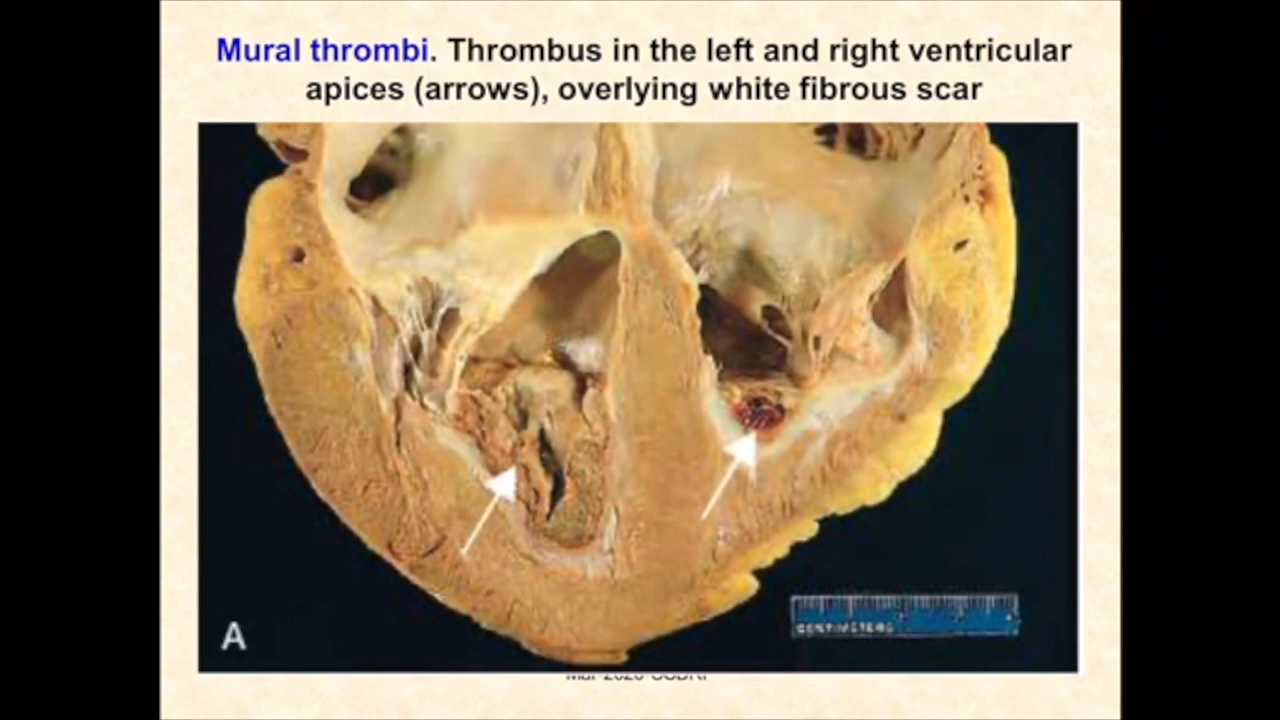 Mural thrombi. Thrombus in the left and right ventricular
apices (arrows), overlying white fibrous scar
A
CENTIMETERS